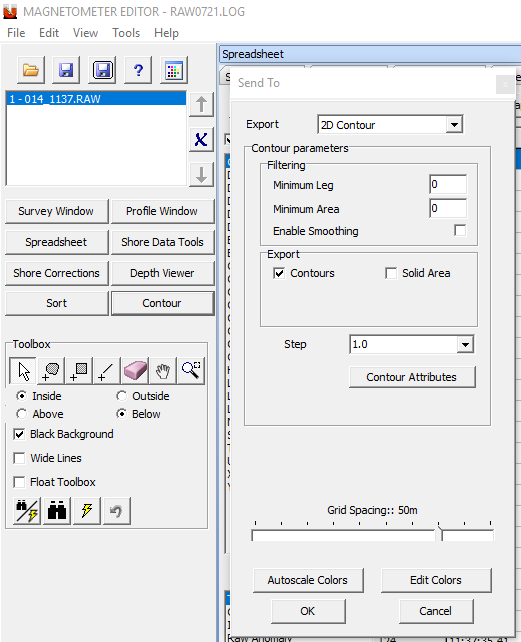 MAGNETOMETER EDITOR - RAW0721.LOG
File Edit View Tools Help
Spreadsheet
1 - 014_1137.RAW
Survey Window Profile Window
Spreadsheet Shore Data Tools
Shore Corrections Depth Viewer
Sort Contour
Toolbox
Inside Outside
Above Below
Black Background
Wide Lines
Float Toolbox
Send To
Export 2D Contour
Contour parameters
Filtering
Minimum Leg 0
Minimum Area 0
Enable Smoothing
Export
Contours Solid Area
Step 1.0
Contour Attributes
Grid Spacing:: 50m
Autoscale Colors Edit Colors
OK Cancel